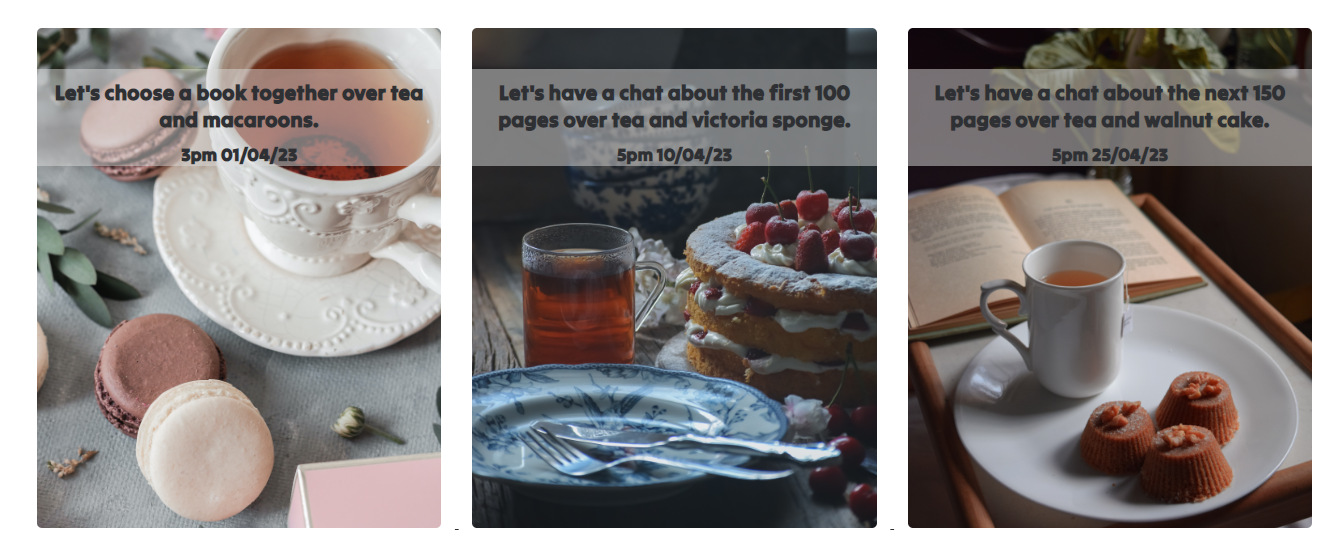 Let's choose a book together over tea
and macaroons.
3pm 01/04/23
Let's have a chat about the first 100
pages over tea and victoria sponge.
5pm 10/04/23
Let's have a chat about the next 150
pages over tea and walnut cake.
5pm 25/04/23